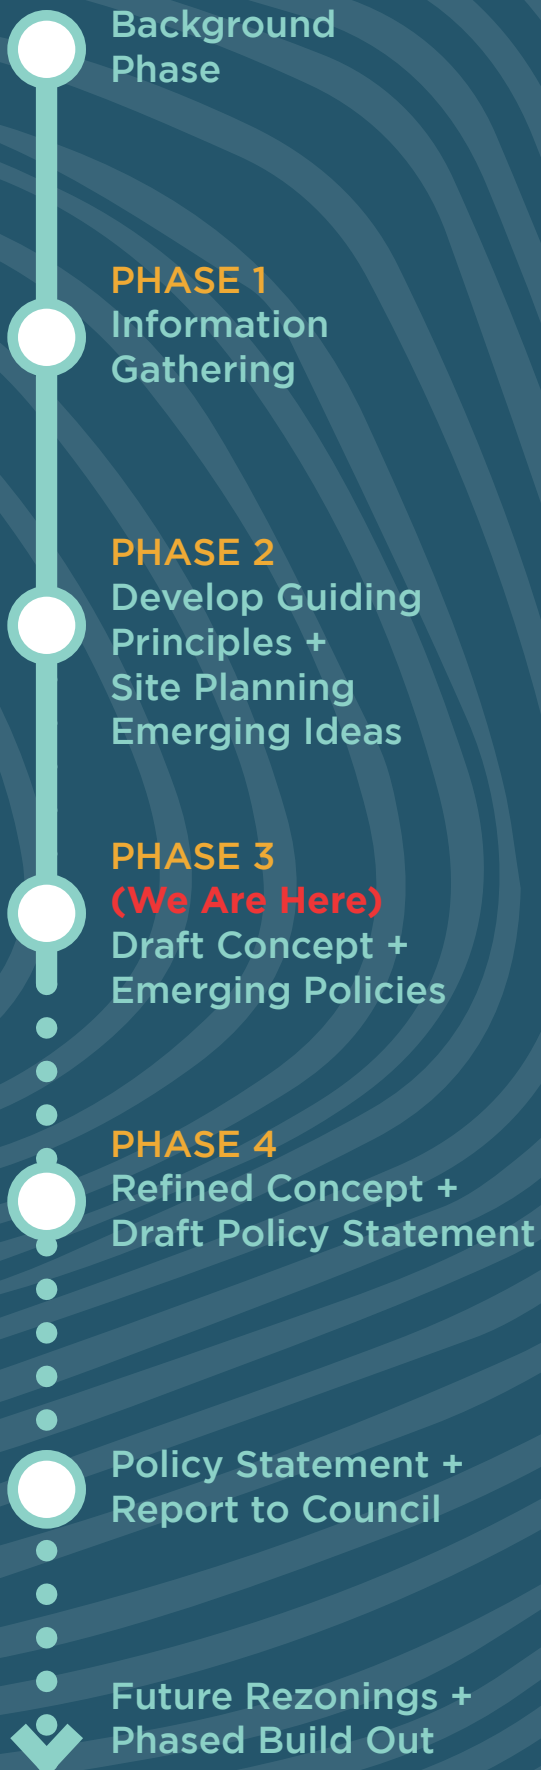 Background
Phase
PHASE 1
Information
Gathering
PHASE 2
Develop Guiding
Principles +
Site Planning
Emerging Ideas
PHASE 3
(We Are Here)
Draft Concept +
Emerging Policies
PHASE 4
Refined Concept +
Draft Policy Statement
Policy Statement +
Report to Council
Future Rezonings +
Phased Build Out